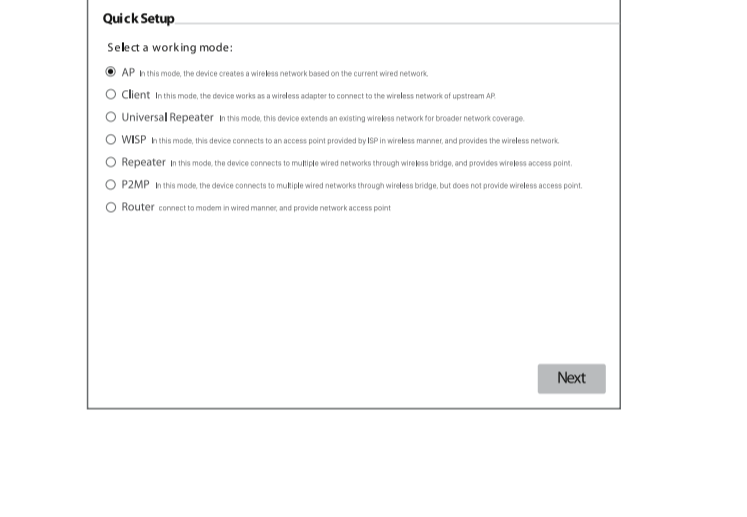 Quick Setup
Select a working mode:
AP In this mode, the device creates a wireless network based on the current wired network.
Client In this mode, the device works as a wireless adapter to connect to the wireless network of upstream AP.
Universal Repeater In this mode, this device extends an existing wireless network for broader network coverage.
WISP In this mode, this device connects to an access point provided by ISP in wireless manner, and provides the wireless network.
Repeater In this mode, the device connects to multiple wired networks through wireless bridge, and provides wireless access point.
P2MP In this mode, the device connects to multiple wired networks through wireless bridge, but does not provide wireless access point.
Router connect to modem in wired manner, and provide network access point
Next